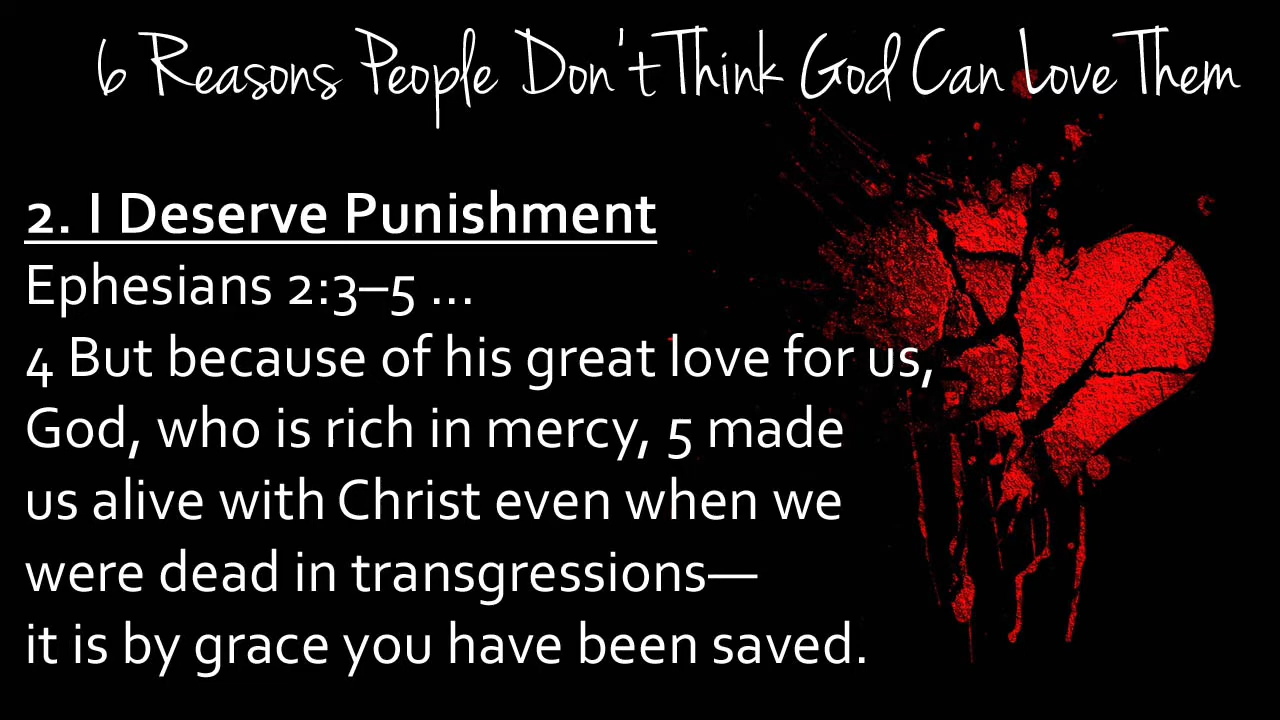 6 Reasons People Don't Think God Can Love Them
2. I Deserve Punishment
Ephesians 2:3–5 ...
4 But because of his great love for us,
God, who is rich in mercy, 5 made
us alive with Christ even when we
were dead in transgressions—
it is by grace you have been saved.